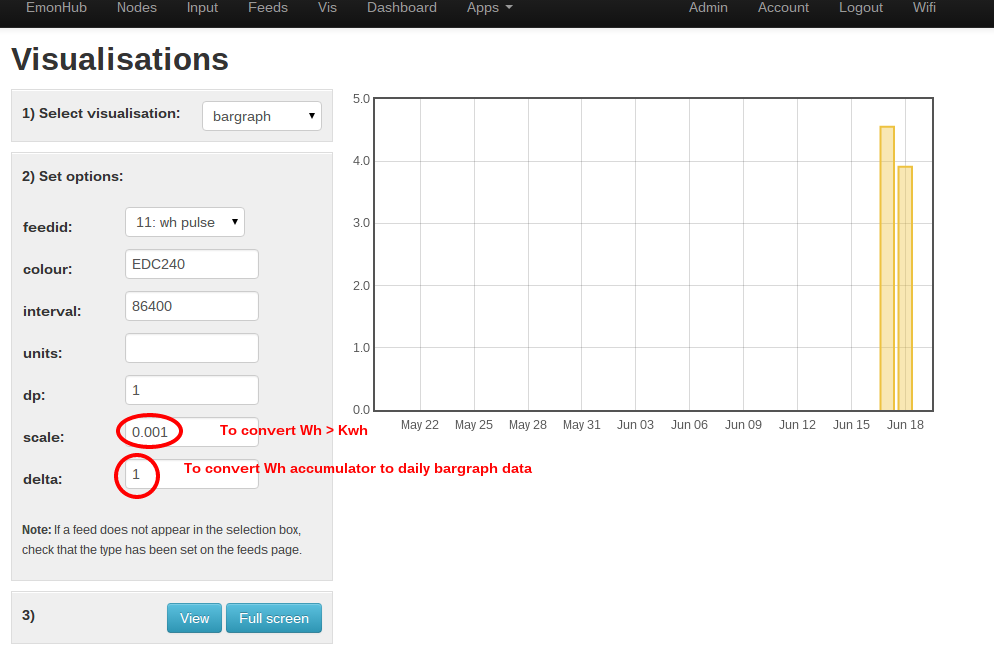 EmonHub Nodes Input Feeds Vis Dashboard Apps Admin Account Logout Wifi
Visualisations
1) Select visualisation: bargraph
2) Set options:
feedid: 11: wh pulse
colour: EDC240
interval: 86400
units:
dp: 1
scale: 0.001 To convert Wh > Kwh
delta: 1 To convert Wh accumulator to daily bargraph data
Note: If a feed does not appear in the selection box,
check that the type has been set on the feeds page.
3) View Full screen
5.0
4.0
3.0
2.0
1.0
0.0
May 22 May 25 May 28 May 31 Jun 03 Jun 06 Jun 09 Jun 12 Jun 15 Jun 18